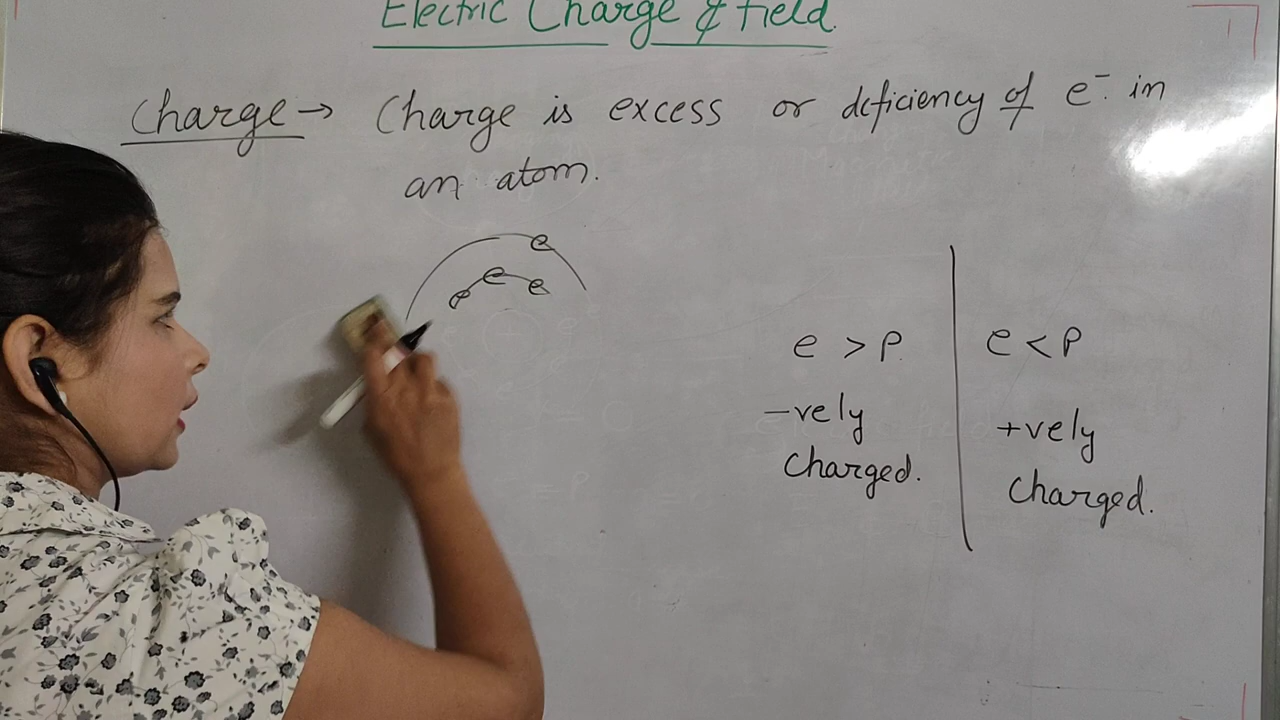 Electric Charge & field.
Charge → Charge is excess or deficiency of e⁻ in
an atom.
e
e e e
e > P.
-vely
charged.
e < P
+vely
charged.